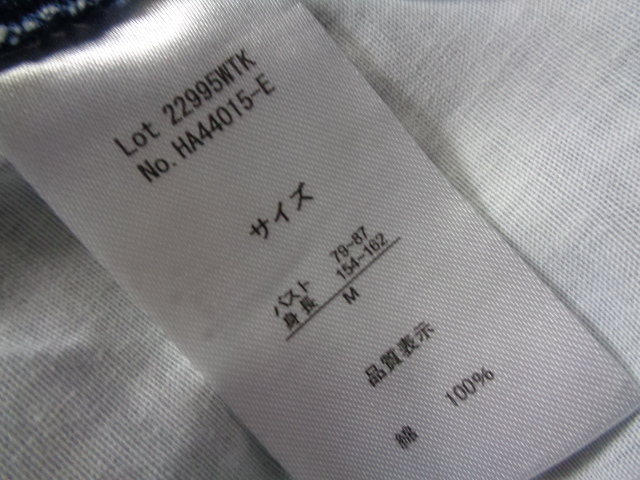 Lot 22995WTK
No.HA44015-E
サイズ
バスト 79-87
身長 154-162
M
品質表示
綿 100%